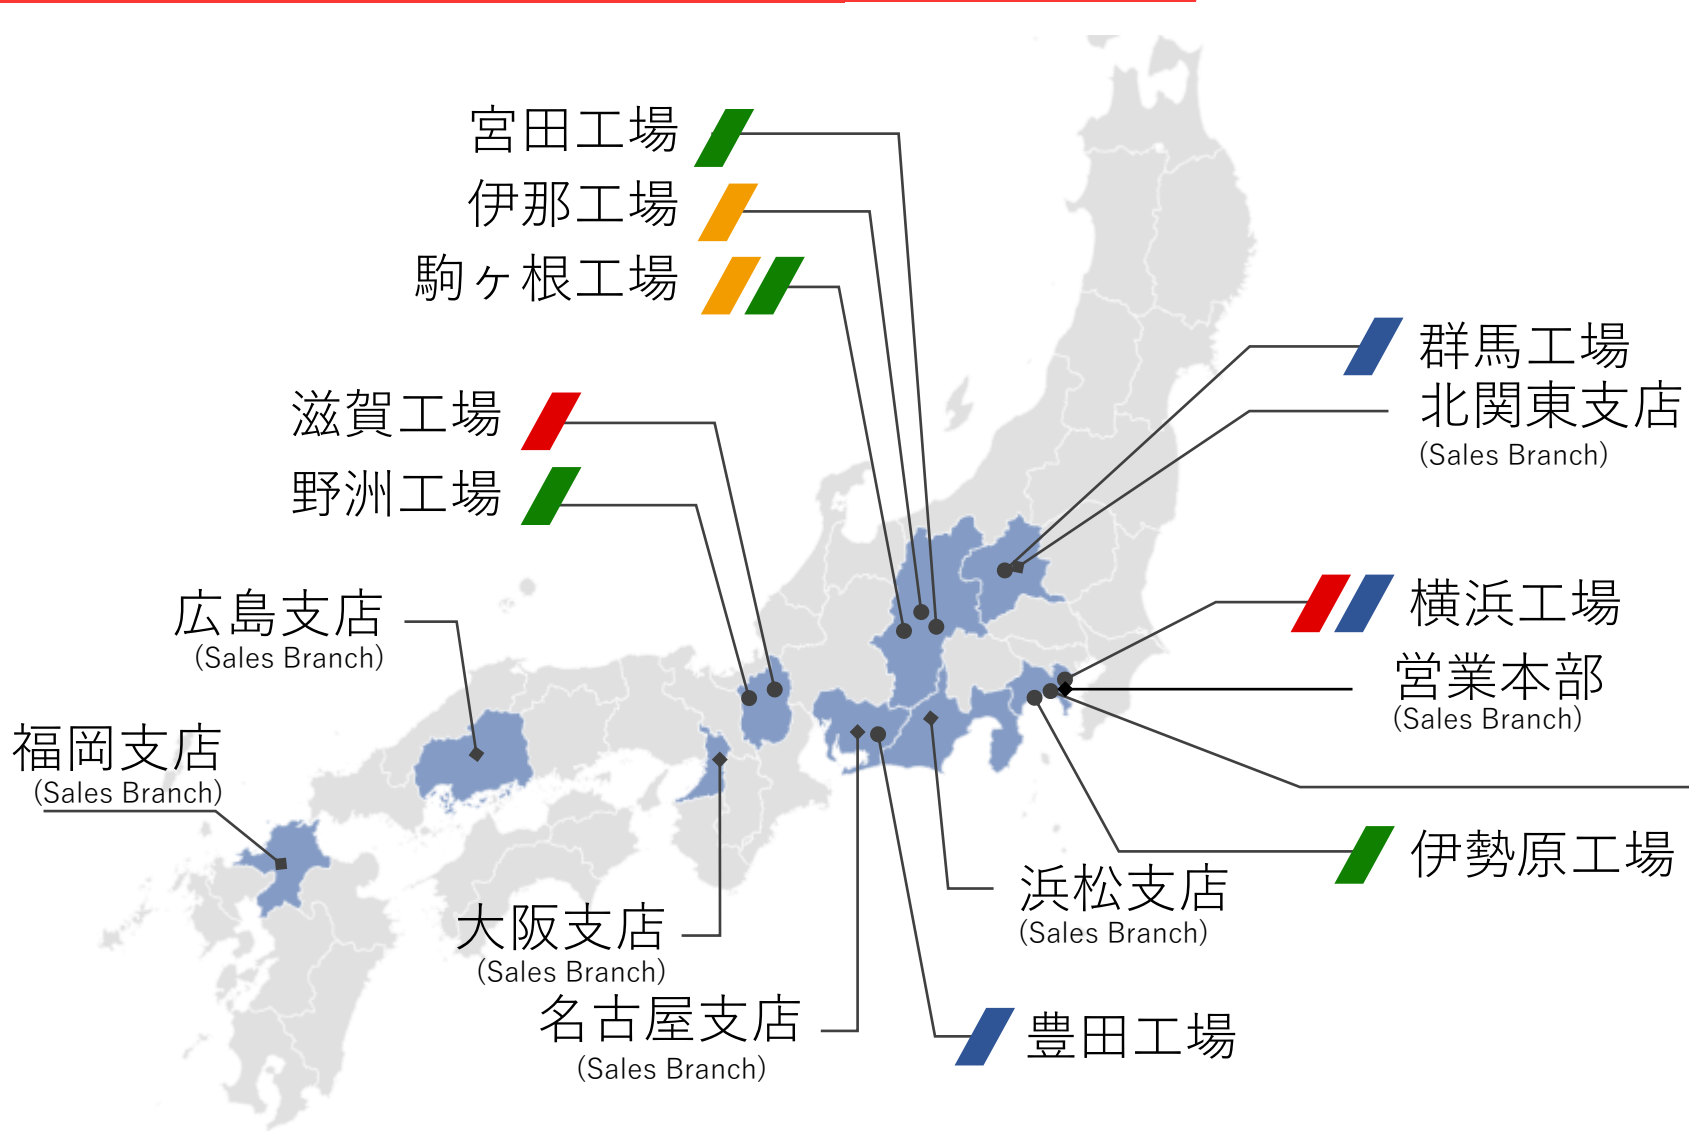 宮田工場
伊那工場
駒ヶ根工場
滋賀工場
野洲工場
広島支店
(Sales Branch)
福岡支店
(Sales Branch)
大阪支店
(Sales Branch)
名古屋支店
(Sales Branch)
群馬工場
北関東支店
(Sales Branch)
横浜工場
営業本部
(Sales Branch)
伊勢原工場
浜松支店
(Sales Branch)
豊田工場